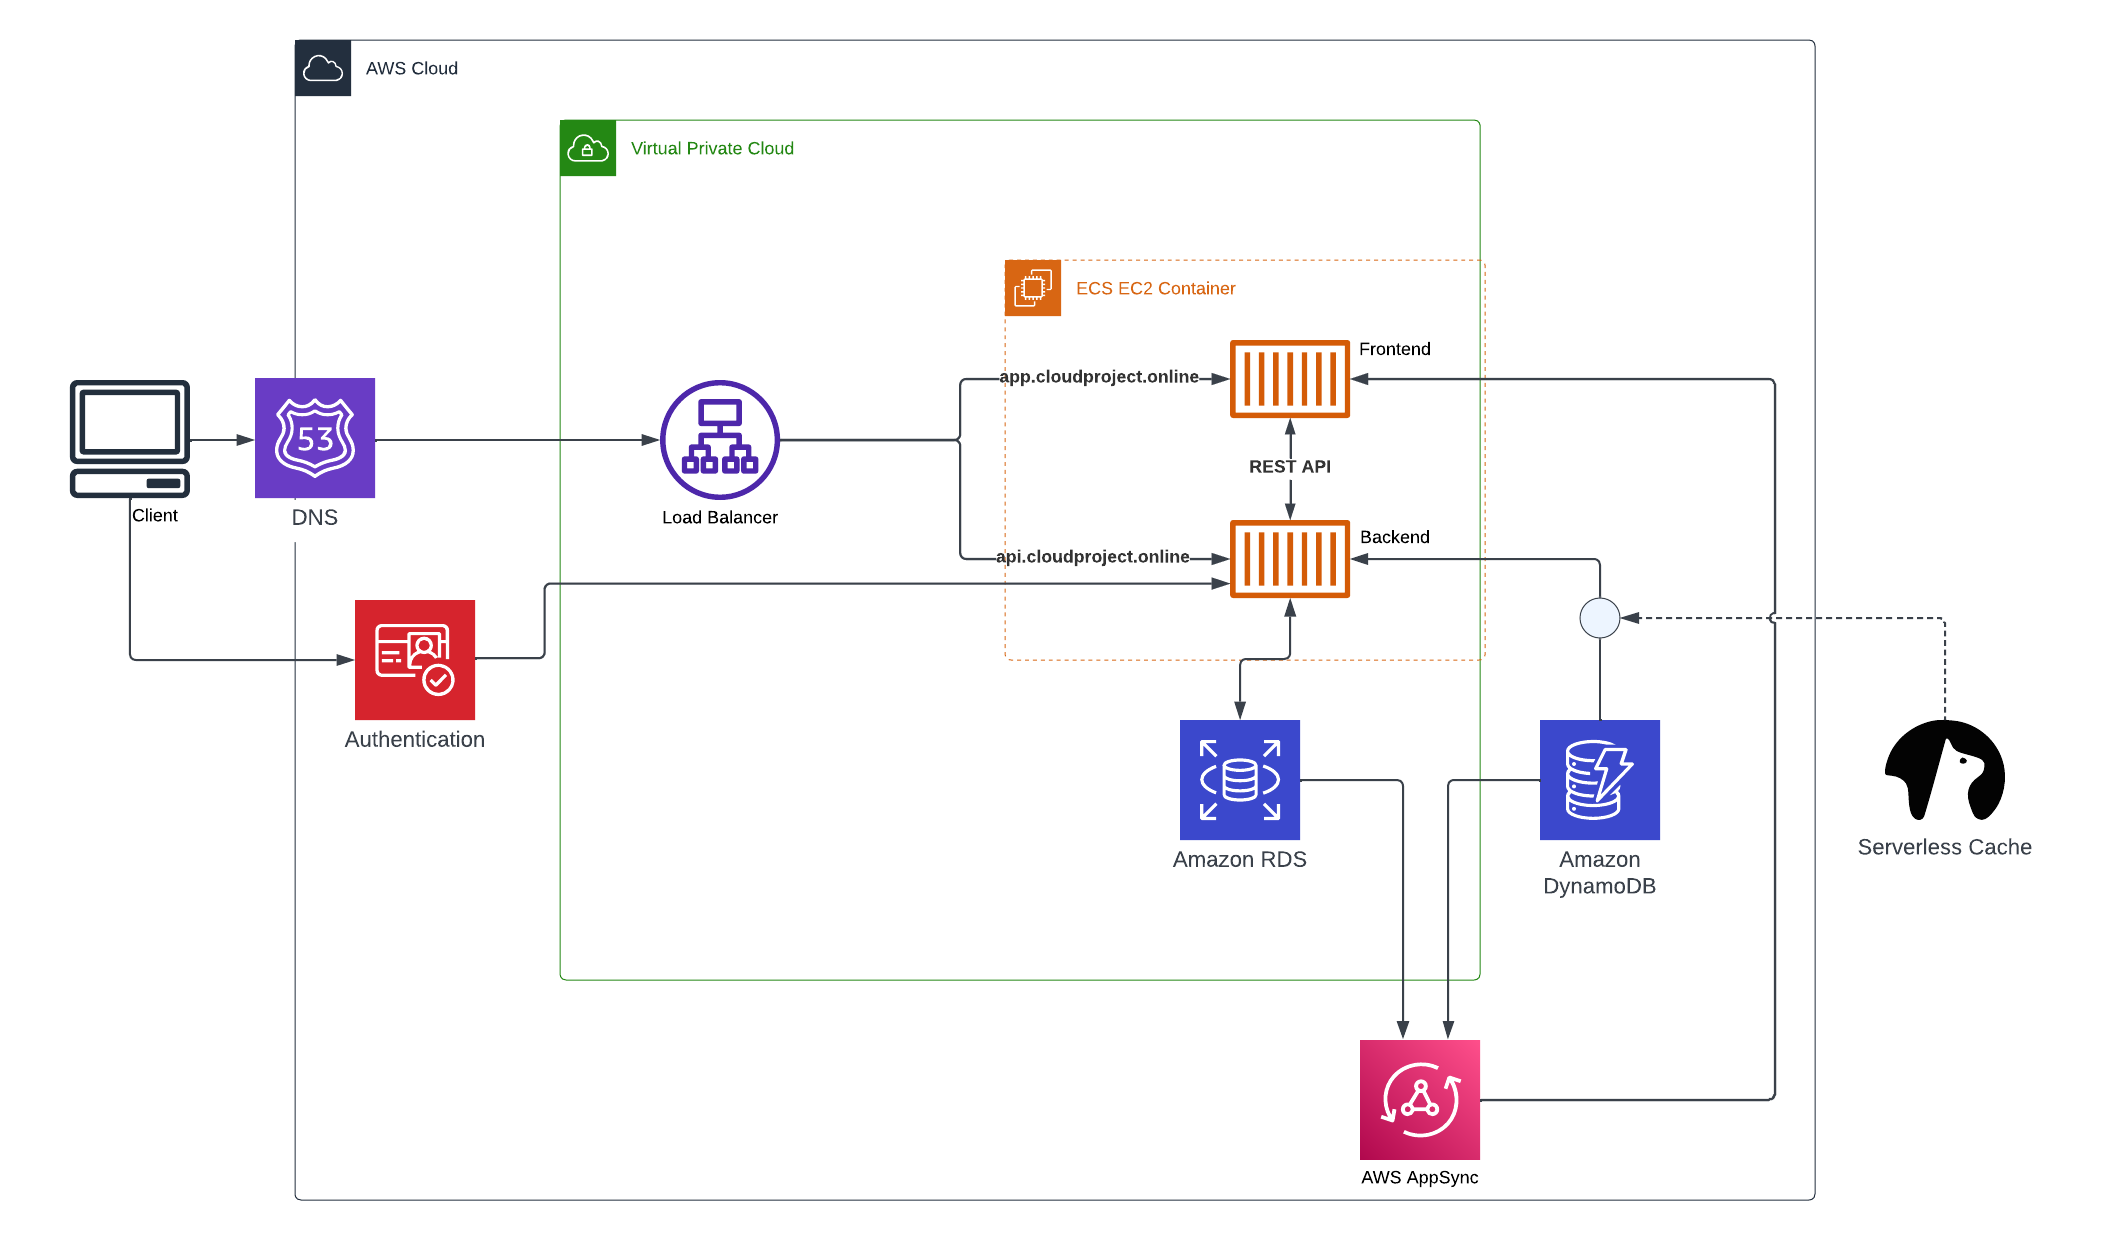 AWS Cloud
Virtual Private Cloud
ECS EC2 Container
Frontend
app.cloudproject.online
53
REST API
Client
DNS
Load Balancer
Backend
api.cloudproject.online
Authentication
Amazon RDS
Amazon
DynamoDB
Serverless Cache
AWS AppSync